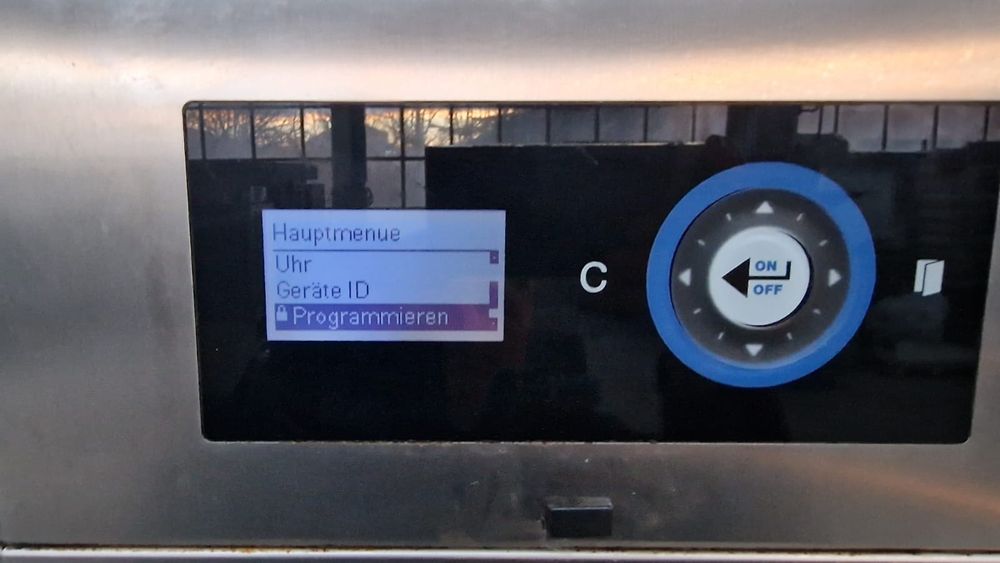 Hauptmenue
Uhr
Geräte ID
Programmieren
C
ON
OFF